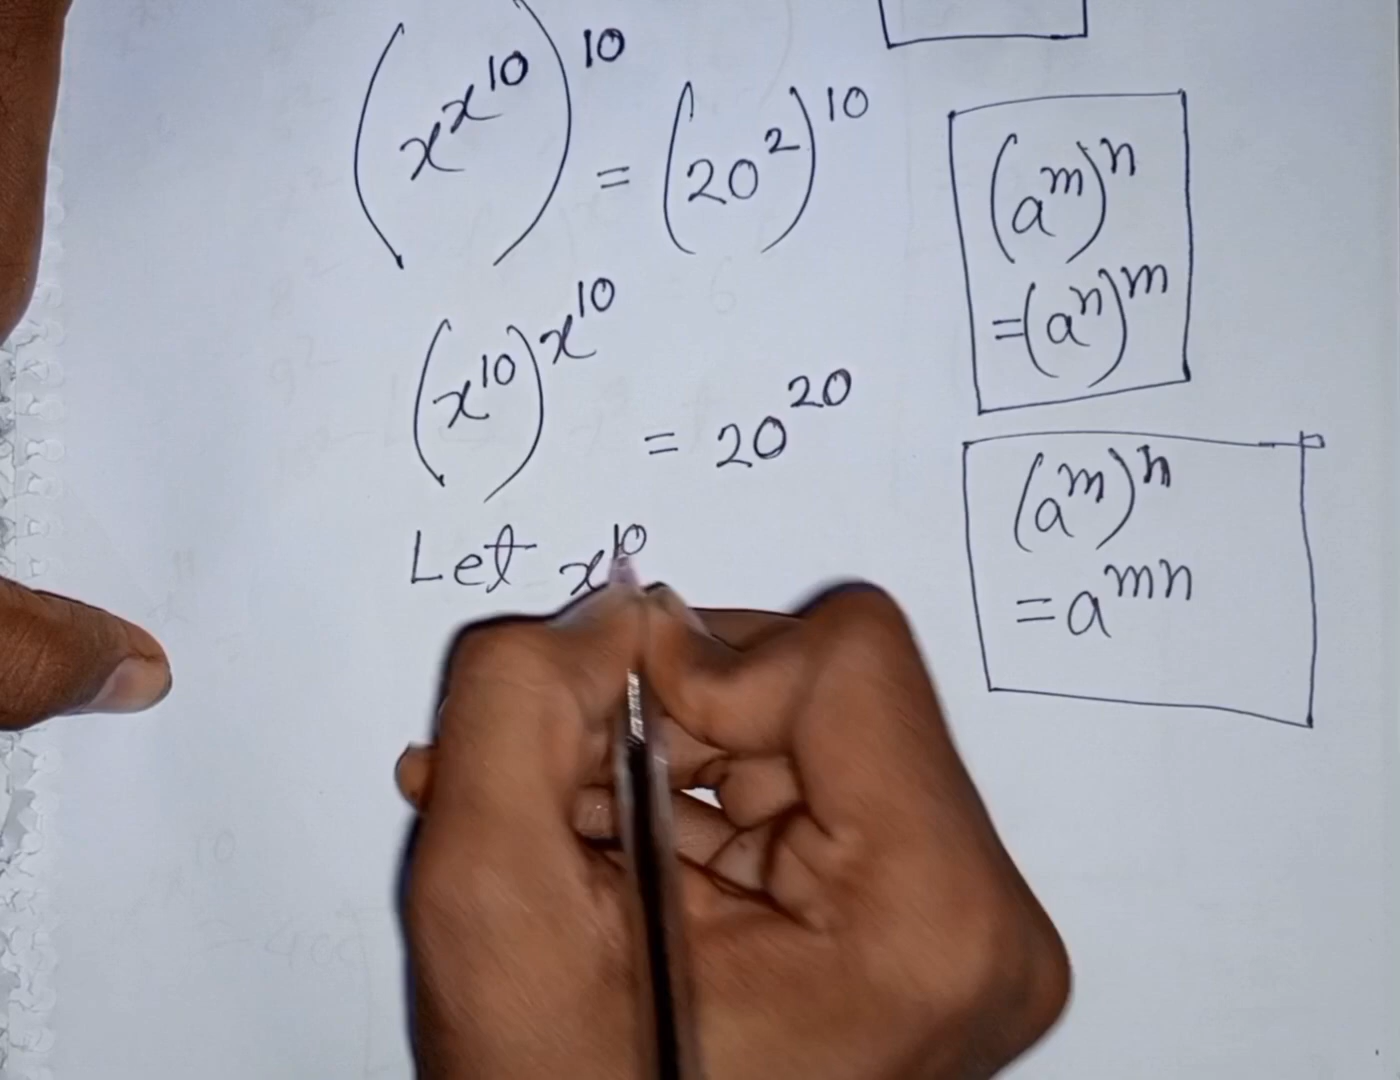 (x^x^10)^10 = (20^2)^10
(x^10)^x^10 = 20^20
Let x^10
(a^m)^n
=(a^n)^m
(a^m)^n
=a^mn